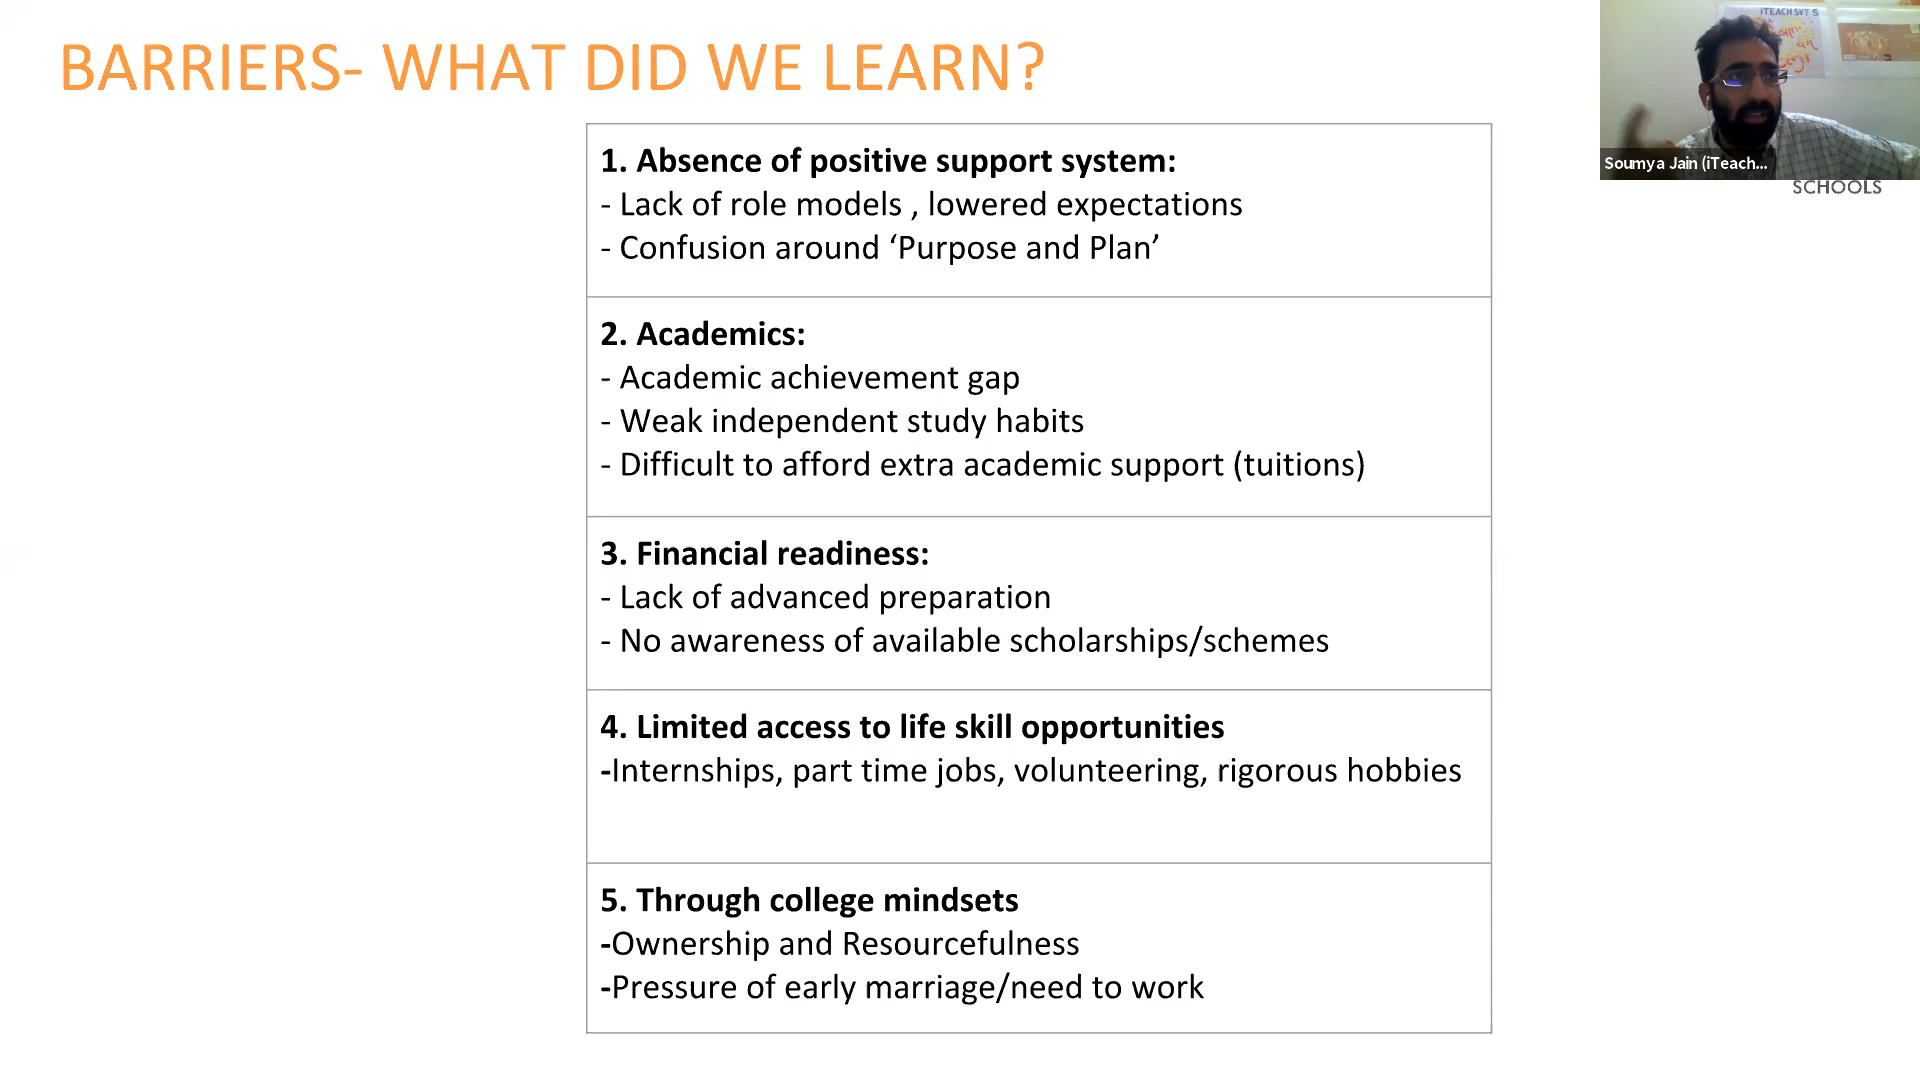 BARRIERS- WHAT DID WE LEARN?
1. Absence of positive support system:
- Lack of role models , lowered expectations
- Confusion around ‘Purpose and Plan’
2. Academics:
- Academic achievement gap
- Weak independent study habits
- Difficult to afford extra academic support (tuitions)
3. Financial readiness:
- Lack of advanced preparation
- No awareness of available scholarships/schemes
4. Limited access to life skill opportunities
-Internships, part time jobs, volunteering, rigorous hobbies
5. Through college mindsets
-Ownership and Resourcefulness
-Pressure of early marriage/need to work
iTEACH SVT S
Soumya Jain (iTeach...
SCHOOLS